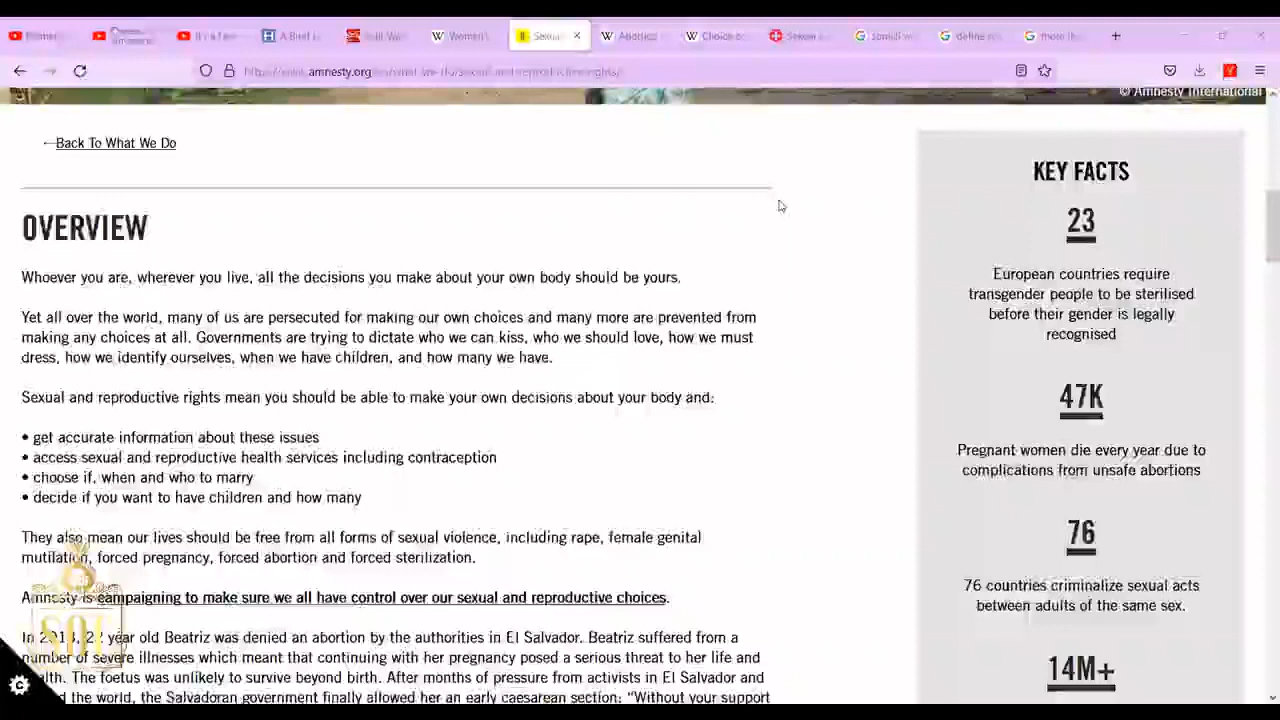 Women'
Sexua
Abortion
Choice
define
more th
amnesty.org
© Amnesty International
←Back To What We Do
OVERVIEW
Whoever you are, wherever you live, all the decisions you make about your own body should be yours.
Yet all over the world, many of us are persecuted for making our own choices and many more are prevented from
making any choices at all. Governments are trying to dictate who we can kiss, who we should love, how we must
dress, how we identify ourselves, when we have children, and how many we have.
Sexual and reproductive rights mean you should be able to make your own decisions about your body and:
• get accurate information about these issues
• access sexual and reproductive health services including contraception
• choose if, when and who to marry
• decide if you want to have children and how many
They also mean our lives should be free from all forms of sexual violence, including rape, female genital
mutilation, forced pregnancy, forced abortion and forced sterilization.
Amnesty is campaigning to make sure we all have control over our sexual and reproductive choices.
In year old Beatriz was denied an abortion by the authorities in El Salvador. Beatriz suffered from a
number of severe illnesses which meant that continuing with her pregnancy posed a serious threat to her life and
health. The foetus was unlikely to survive beyond birth. After months of pressure from activists in El Salvador and
the world, the Salvadoran government finally allowed her an early caesarean section: "Without your support
KEY FACTS
23
European countries require
transgender people to be sterilised
before their gender is legally
recognised
47K
Pregnant women die every year due to
complications from unsafe abortions
76
76 countries criminalize sexual acts
between adults of the same sex.
14M+